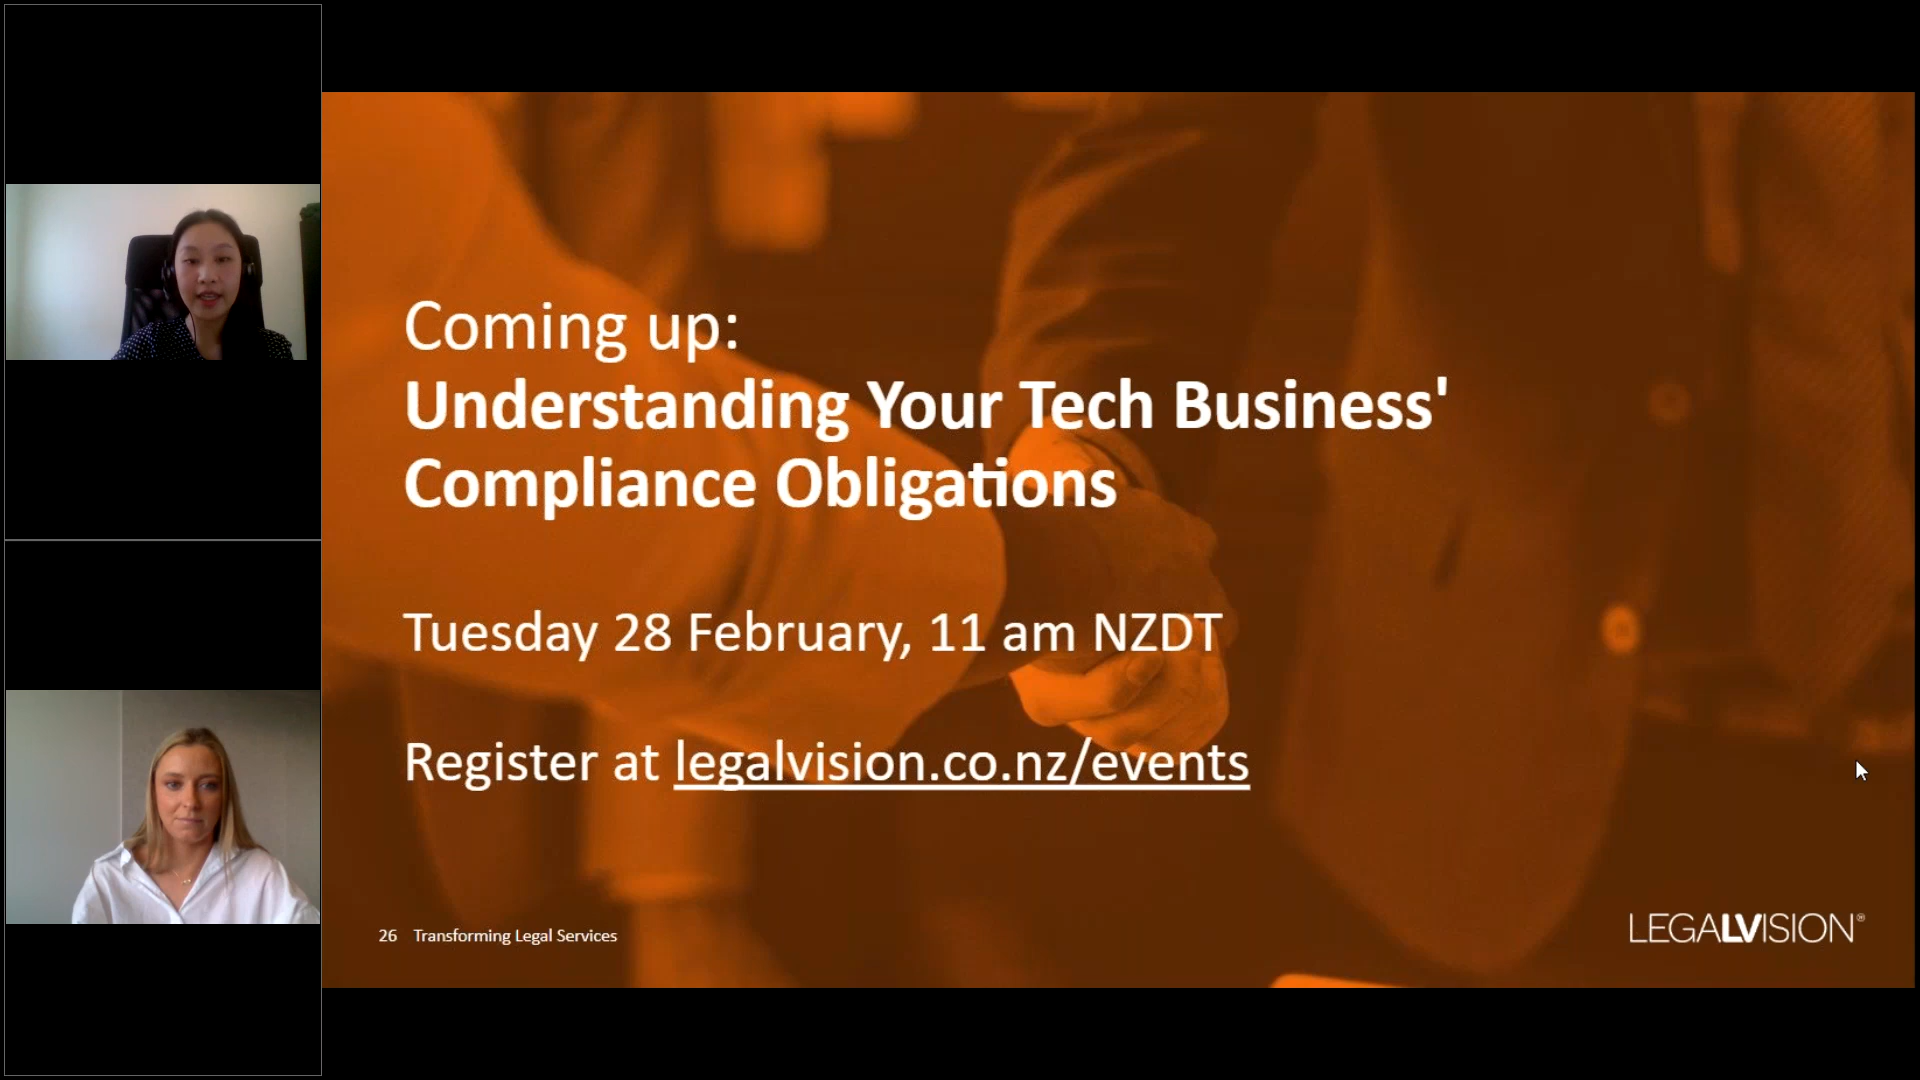 Coming up:
Understanding Your Tech Business'
Compliance Obligations
Tuesday 28 February, 11 am NZDT
Register at legalvision.co.nz/events
26 Transforming Legal Services
LEGALVISION®